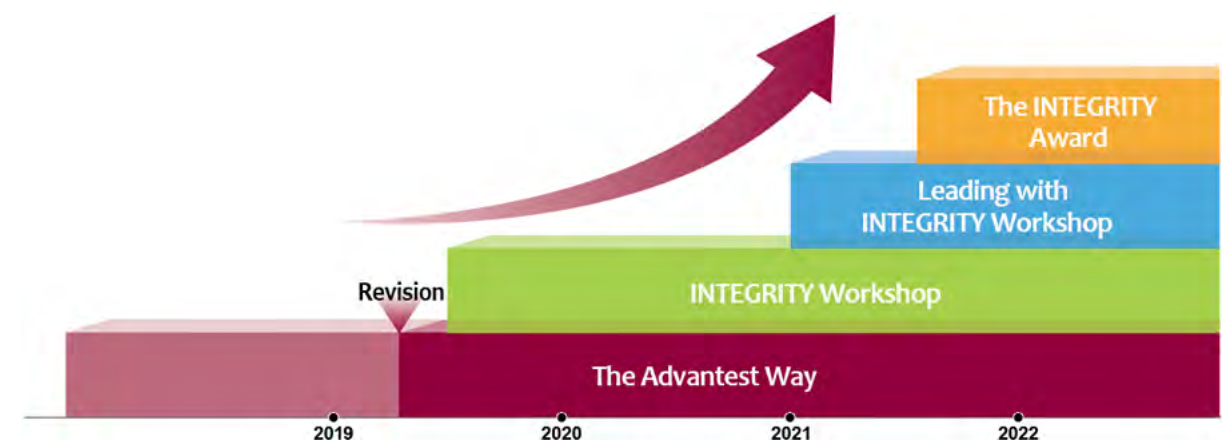 The INTEGRITY
Award
Leading with
INTEGRITY Workshop
Revision
INTEGRITY Workshop
The Advantest Way
2019
2020
2021
2022